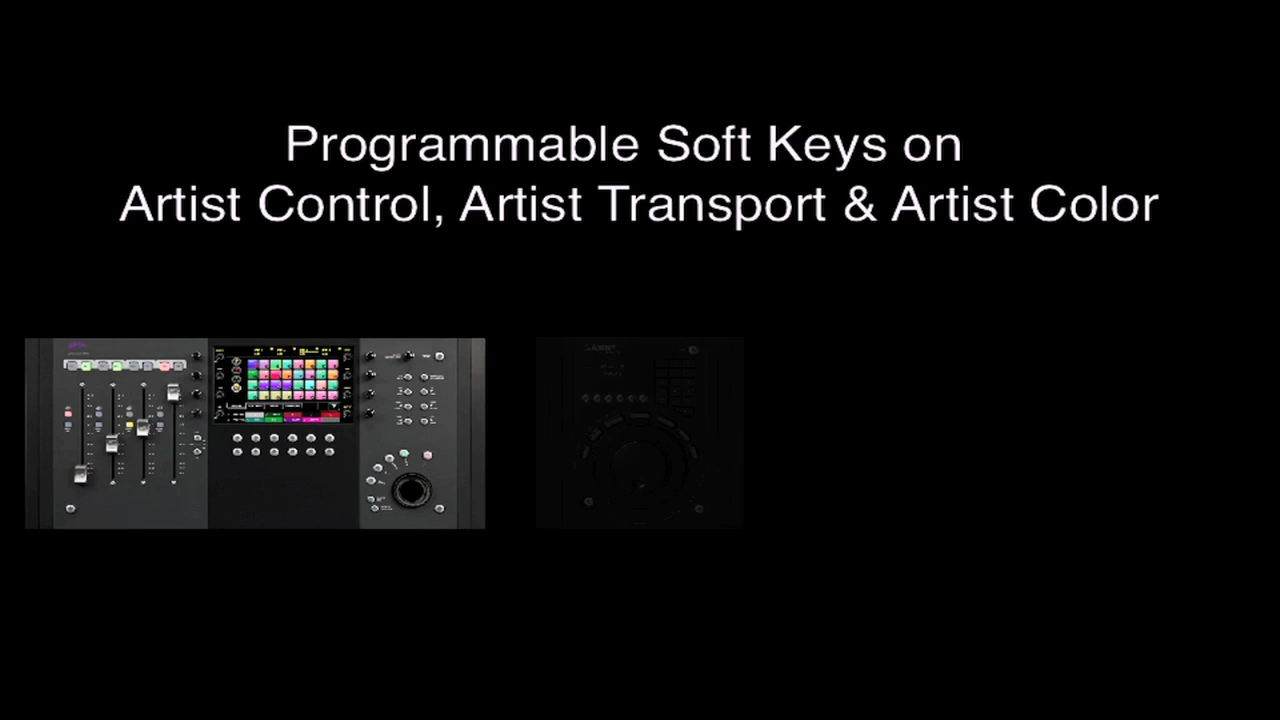 Programmable Soft Keys on
Artist Control, Artist Transport & Artist Color